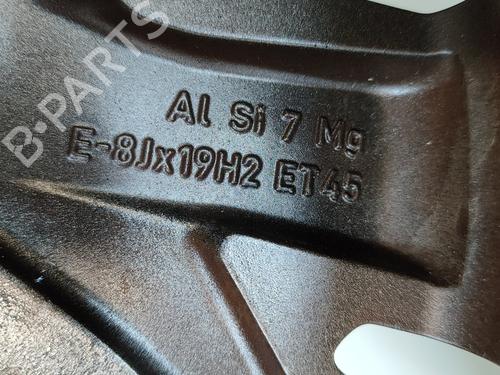 B-PARTS
Al Si 7 Mg
E-8Jx19H2 ET45